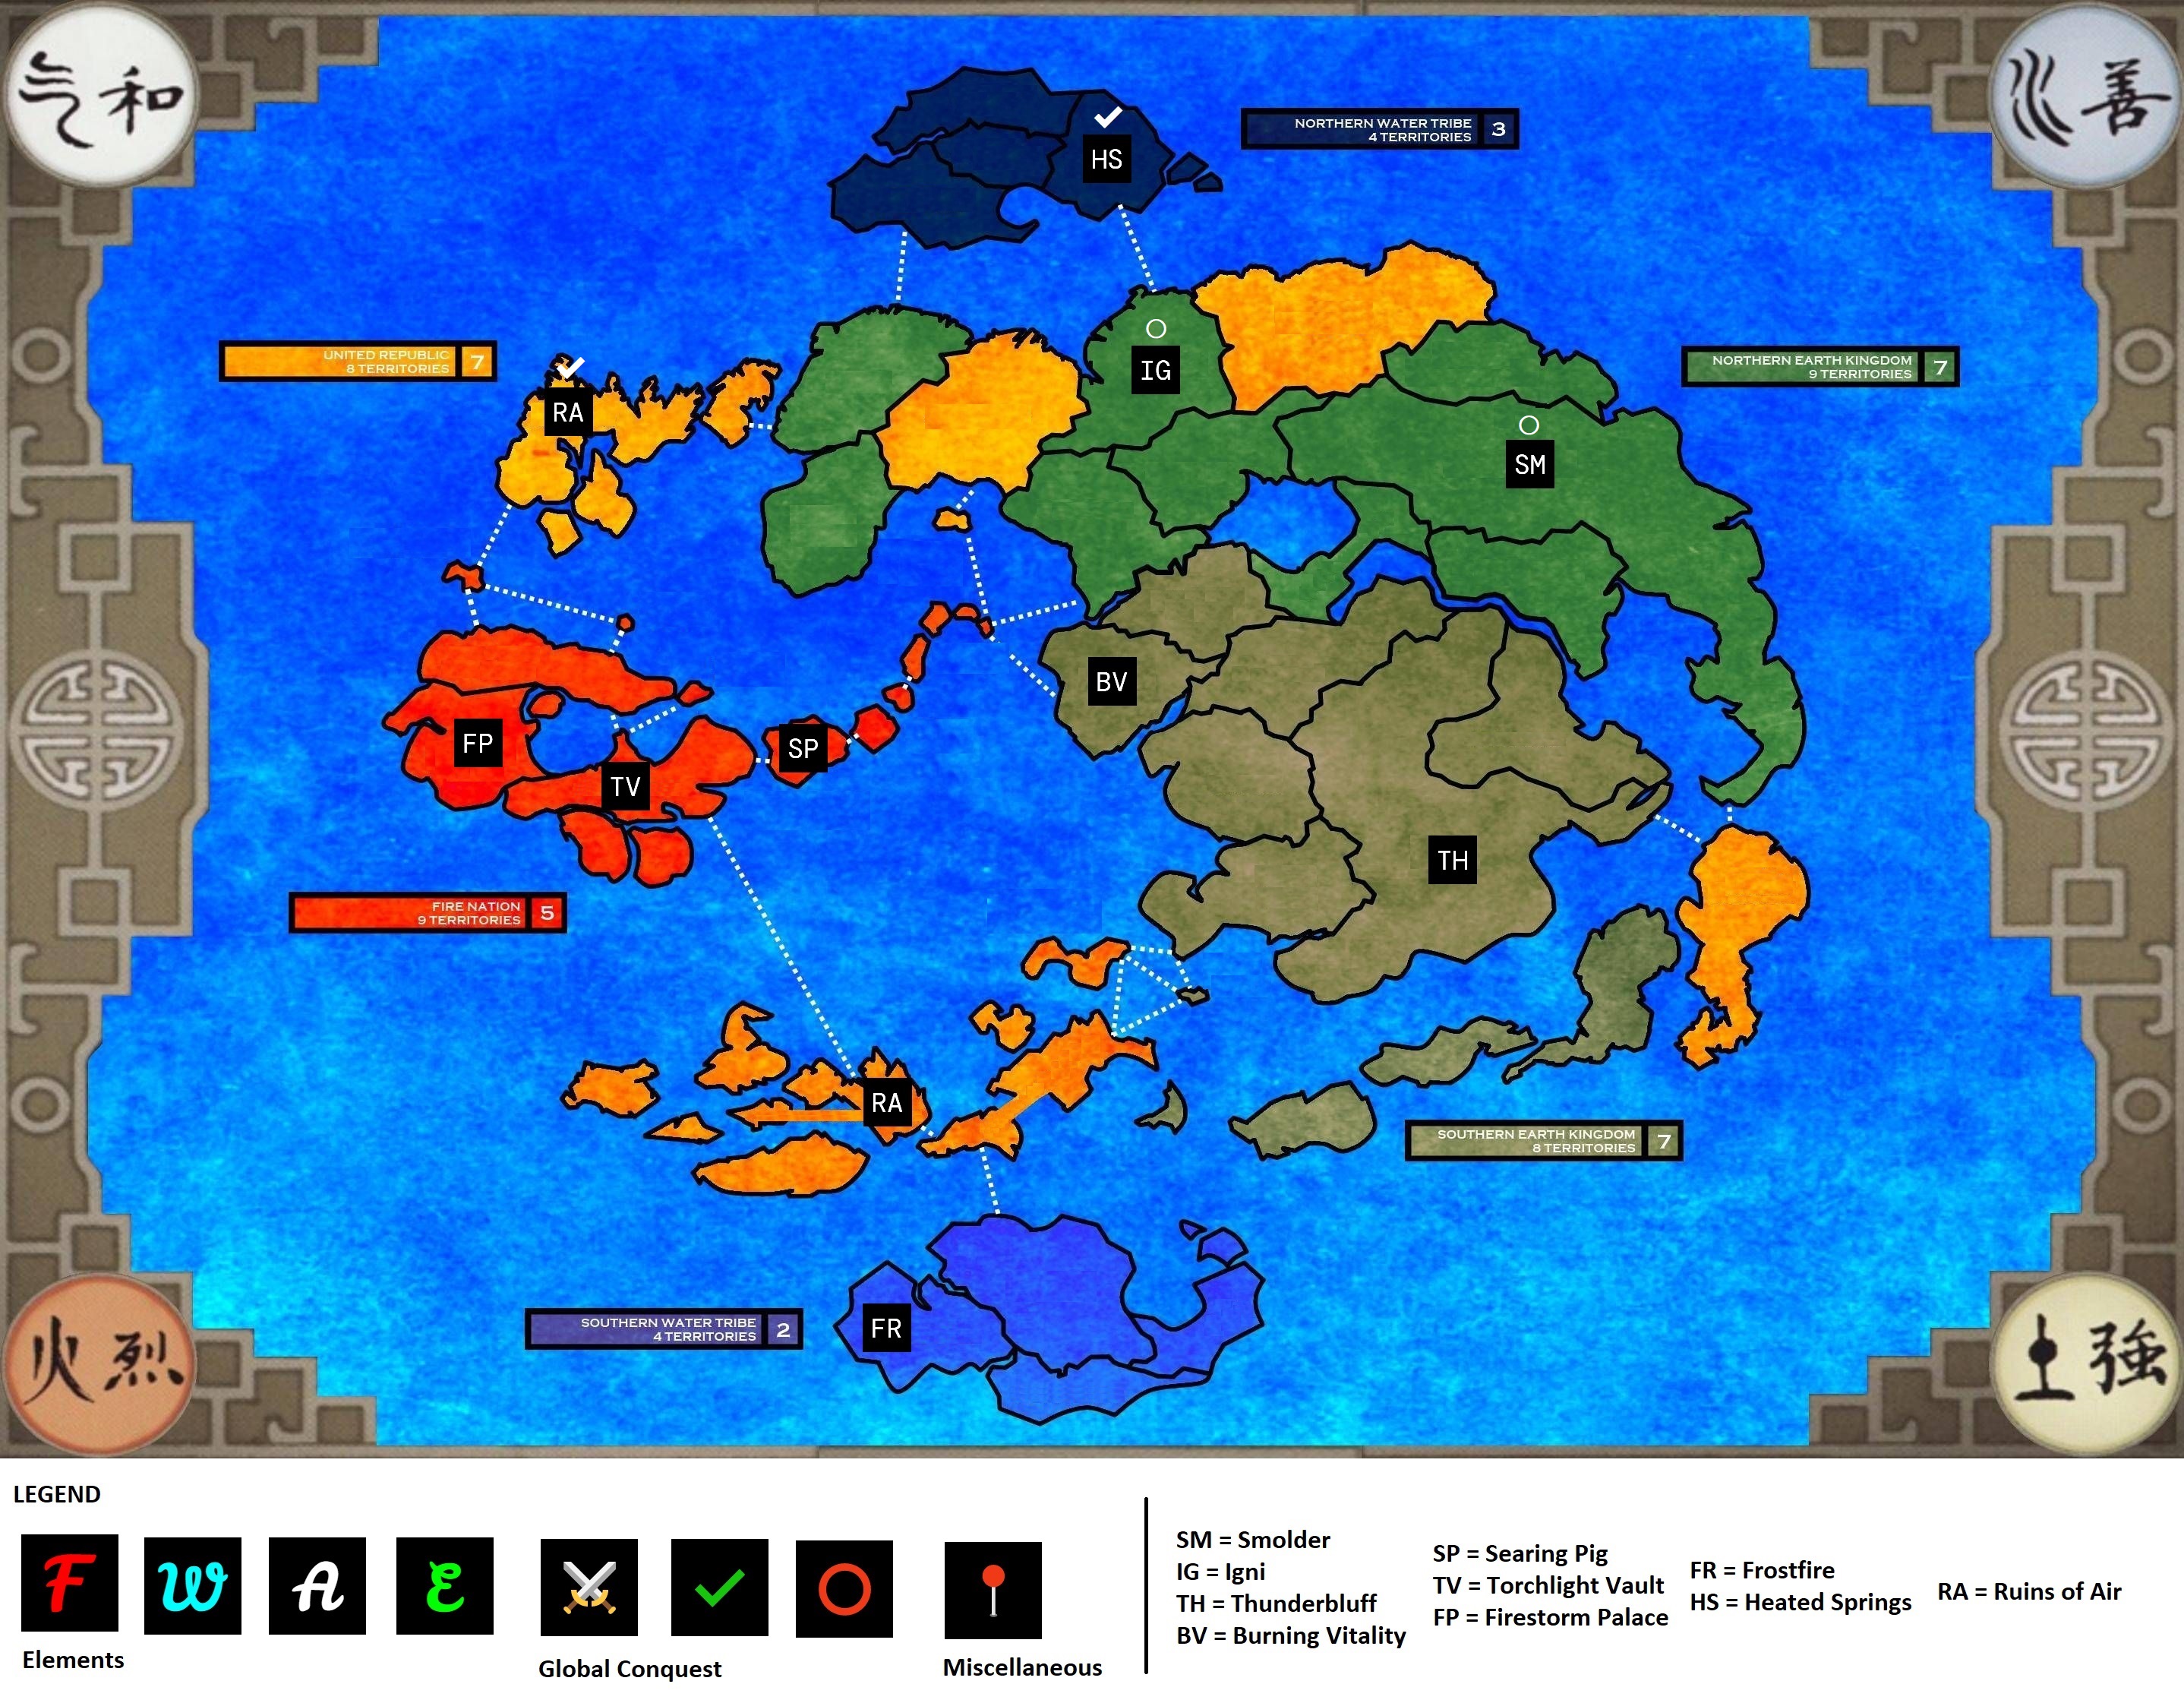 气和
善
HS
NORTHERN WATER TRIBE
4 TERRITORIES
3
UNITED REPUBLIC
8 TERRITORIES
7
RA
IG
NORTHERN EARTH KINGDOM
9 TERRITORIES
7
SM
BV
FP
SP
TV
TH
FIRE NATION
9 TERRITORIES
5
RA
SOUTHERN EARTH KINGDOM
8 TERRITORIES
7
SOUTHERN WATER TRIBE
4 TERRITORIES
2
FR
火烈
土強
LEGEND
F
W
A
E
Elements
Global Conquest
Miscellaneous
SM = Smolder
IG = Igni
TH = Thunderbluff
BV = Burning Vitality
SP = Searing Pig
TV = Torchlight Vault
FP = Firestorm Palace
FR = Frostfire
HS = Heated Springs
RA = Ruins of Air